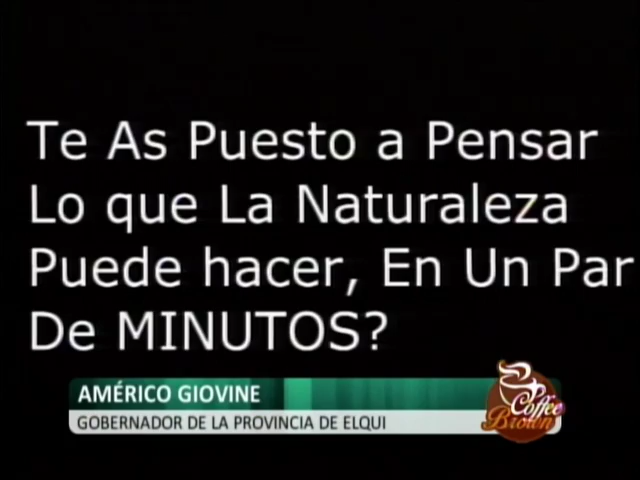 Te As Puesto a Pensar
Lo que La Naturaleza
Puede hacer, En Un Par
De MINUTOS?
AMÉRICO GIOVINE
GOBERNADOR DE LA PROVINCIA DE ELQUI
Coffee
Brown